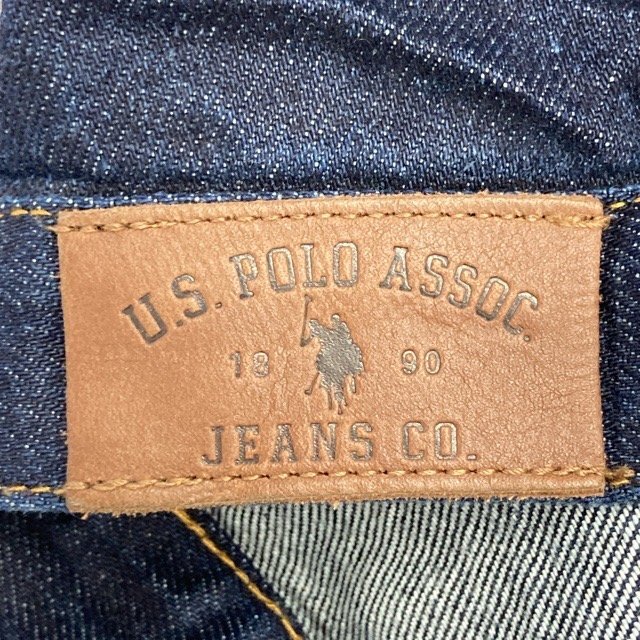 U.S. POLO ASSOC.
18 90
JEANS CO.